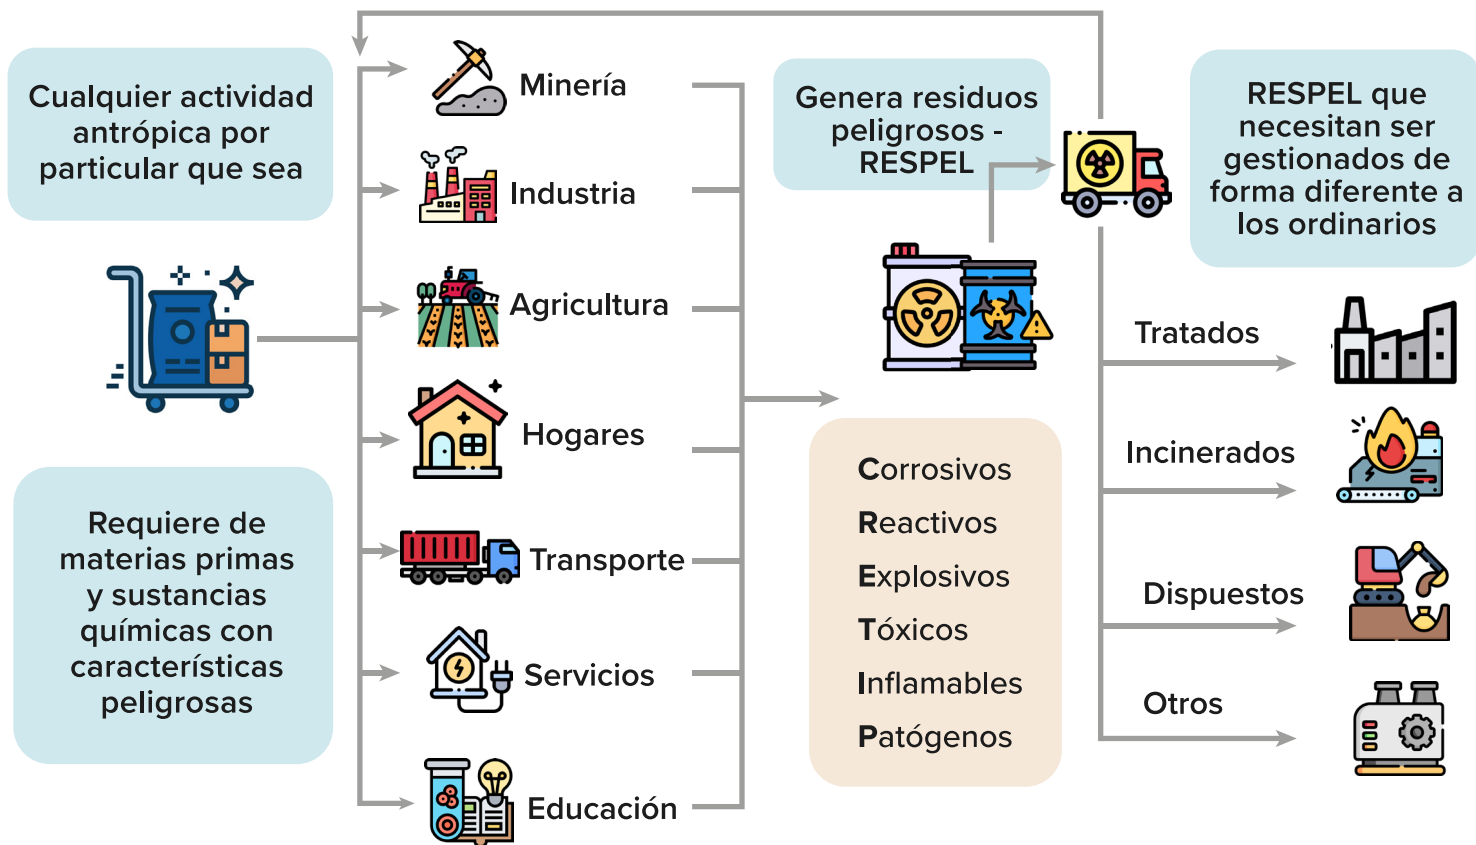 Cualquier actividad
antrópica por
particular que sea
Requiere de
materias primas
y sustancias
químicas con
características
peligrosas
Minería
Industria
Agricultura
Hogares
Transporte
Servicios
Educación
Genera residuos
peligrosos -
RESPEL
Corrosivos
Reactivos
Explosivos
Tóxicos
Inflamables
Patógenos
RESPEL que
necesitan ser
gestionados de
forma diferente a
los ordinarios
Tratados
Incinerados
Dispuestos
Otros